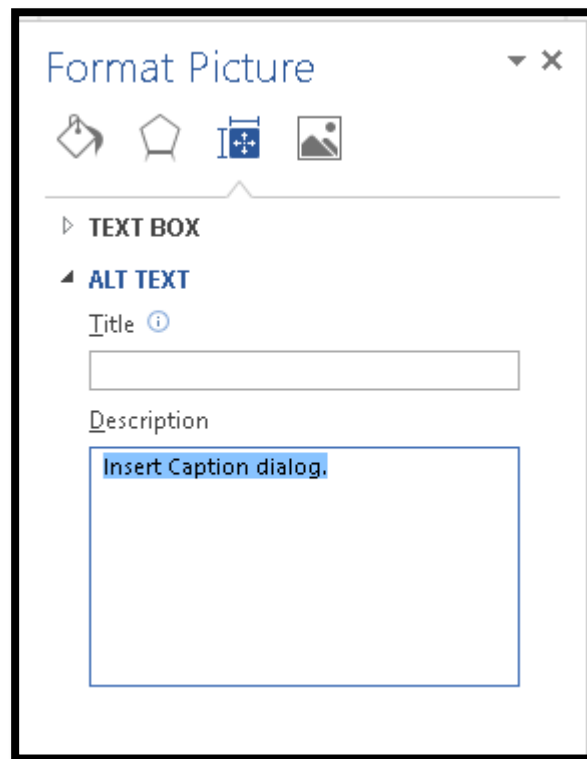 Format Picture
TEXT BOX
ALT TEXT
Title
Description
Insert Caption dialog.